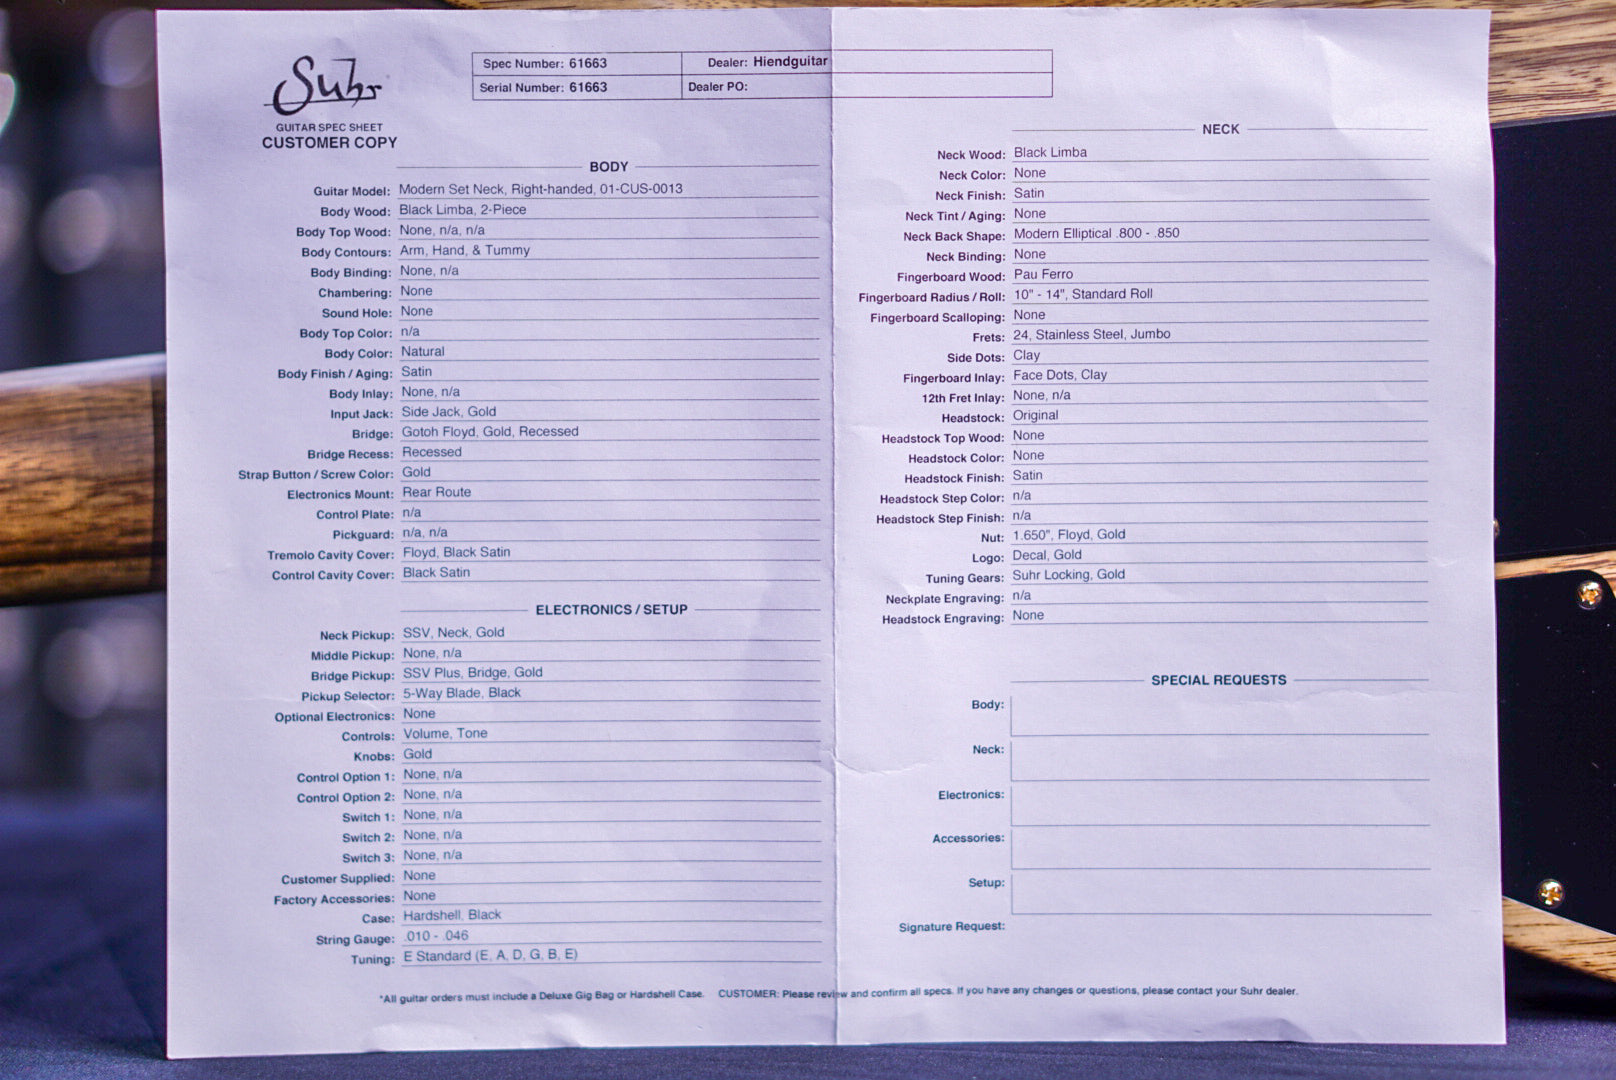 Suhr
GUITAR SPEC SHEET
CUSTOMER COPY
Spec Number: 61663
Dealer: Hiendguitar
Serial Number: 61663
Dealer PO:
BODY
Guitar Model: Modern Set Neck, Right-handed, 01-CUS-0013
Body Wood: Black Limba, 2-Piece
Body Top Wood: None, n/a, n/a
Body Contours: Arm, Hand, & Tummy
Body Binding: None, n/a
Chambering: None
Sound Hole: None
Body Top Color: n/a
Body Color: Natural
Body Finish / Aging: Satin
Body Inlay: None, n/a
Input Jack: Side Jack, Gold
Bridge: Gotoh Floyd, Gold, Recessed
Bridge Recess: Recessed
Strap Button / Screw Color: Gold
Electronics Mount: Rear Route
Control Plate: n/a
Pickguard: n/a, n/a
Tremolo Cavity Cover: Floyd, Black Satin
Control Cavity Cover: Black Satin
ELECTRONICS / SETUP
Neck Pickup: SSV, Neck, Gold
Middle Pickup: None, n/a
Bridge Pickup: SSV Plus, Bridge, Gold
Pickup Selector: 5-Way Blade, Black
Optional Electronics: None
Controls: Volume, Tone
Knobs: Gold
Control Option 1: None, n/a
Control Option 2: None, n/a
Switch 1: None, n/a
Switch 2: None, n/a
Switch 3: None, n/a
Customer Supplied: None
Factory Accessories: None
Case: Hardshell, Black
String Gauge: .010 - .046
Tuning: E Standard (E, A, D, G, B, E)
NECK
Neck Wood: Black Limba
Neck Color: None
Neck Finish: Satin
Neck Tint / Aging: None
Neck Back Shape: Modern Elliptical .800 - .850
Neck Binding: None
Fingerboard Wood: Pau Ferro
Fingerboard Radius / Roll: 10" - 14", Standard Roll
Fingerboard Scalloping: None
Frets: 24, Stainless Steel, Jumbo
Side Dots: Clay
Fingerboard Inlay: Face Dots, Clay
12th Fret Inlay: None, n/a
Headstock: Original
Headstock Top Wood: None
Headstock Color: None
Headstock Finish: Satin
Headstock Step Color: n/a
Headstock Step Finish: n/a
Nut: 1.650", Floyd, Gold
Logo: Decal, Gold
Tuning Gears: Suhr Locking, Gold
Neckplate Engraving: n/a
Headstock Engraving: None
SPECIAL REQUESTS
Body:
Neck:
Electronics:
Accessories:
Setup:
Signature Request:
*All guitar orders must include a Deluxe Gig Bag or Hardshell Case. CUSTOMER: Please review and confirm all specs. If you have any changes or questions, please contact your Suhr dealer.